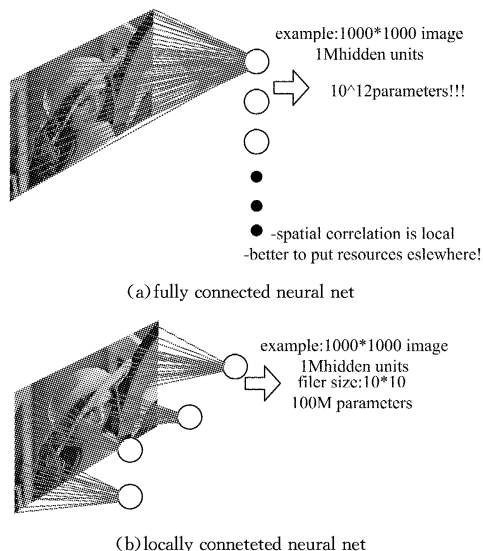 example:1000*1000 image
1Mhidden units
10^12parameters!!!
-spatial correlation is local
-better to put resources eslewhere!
(a)fully connected neural net
example:1000*1000 image
1Mhidden units
filer size:10*10
100M parameters
(b)locally conneteted neural net